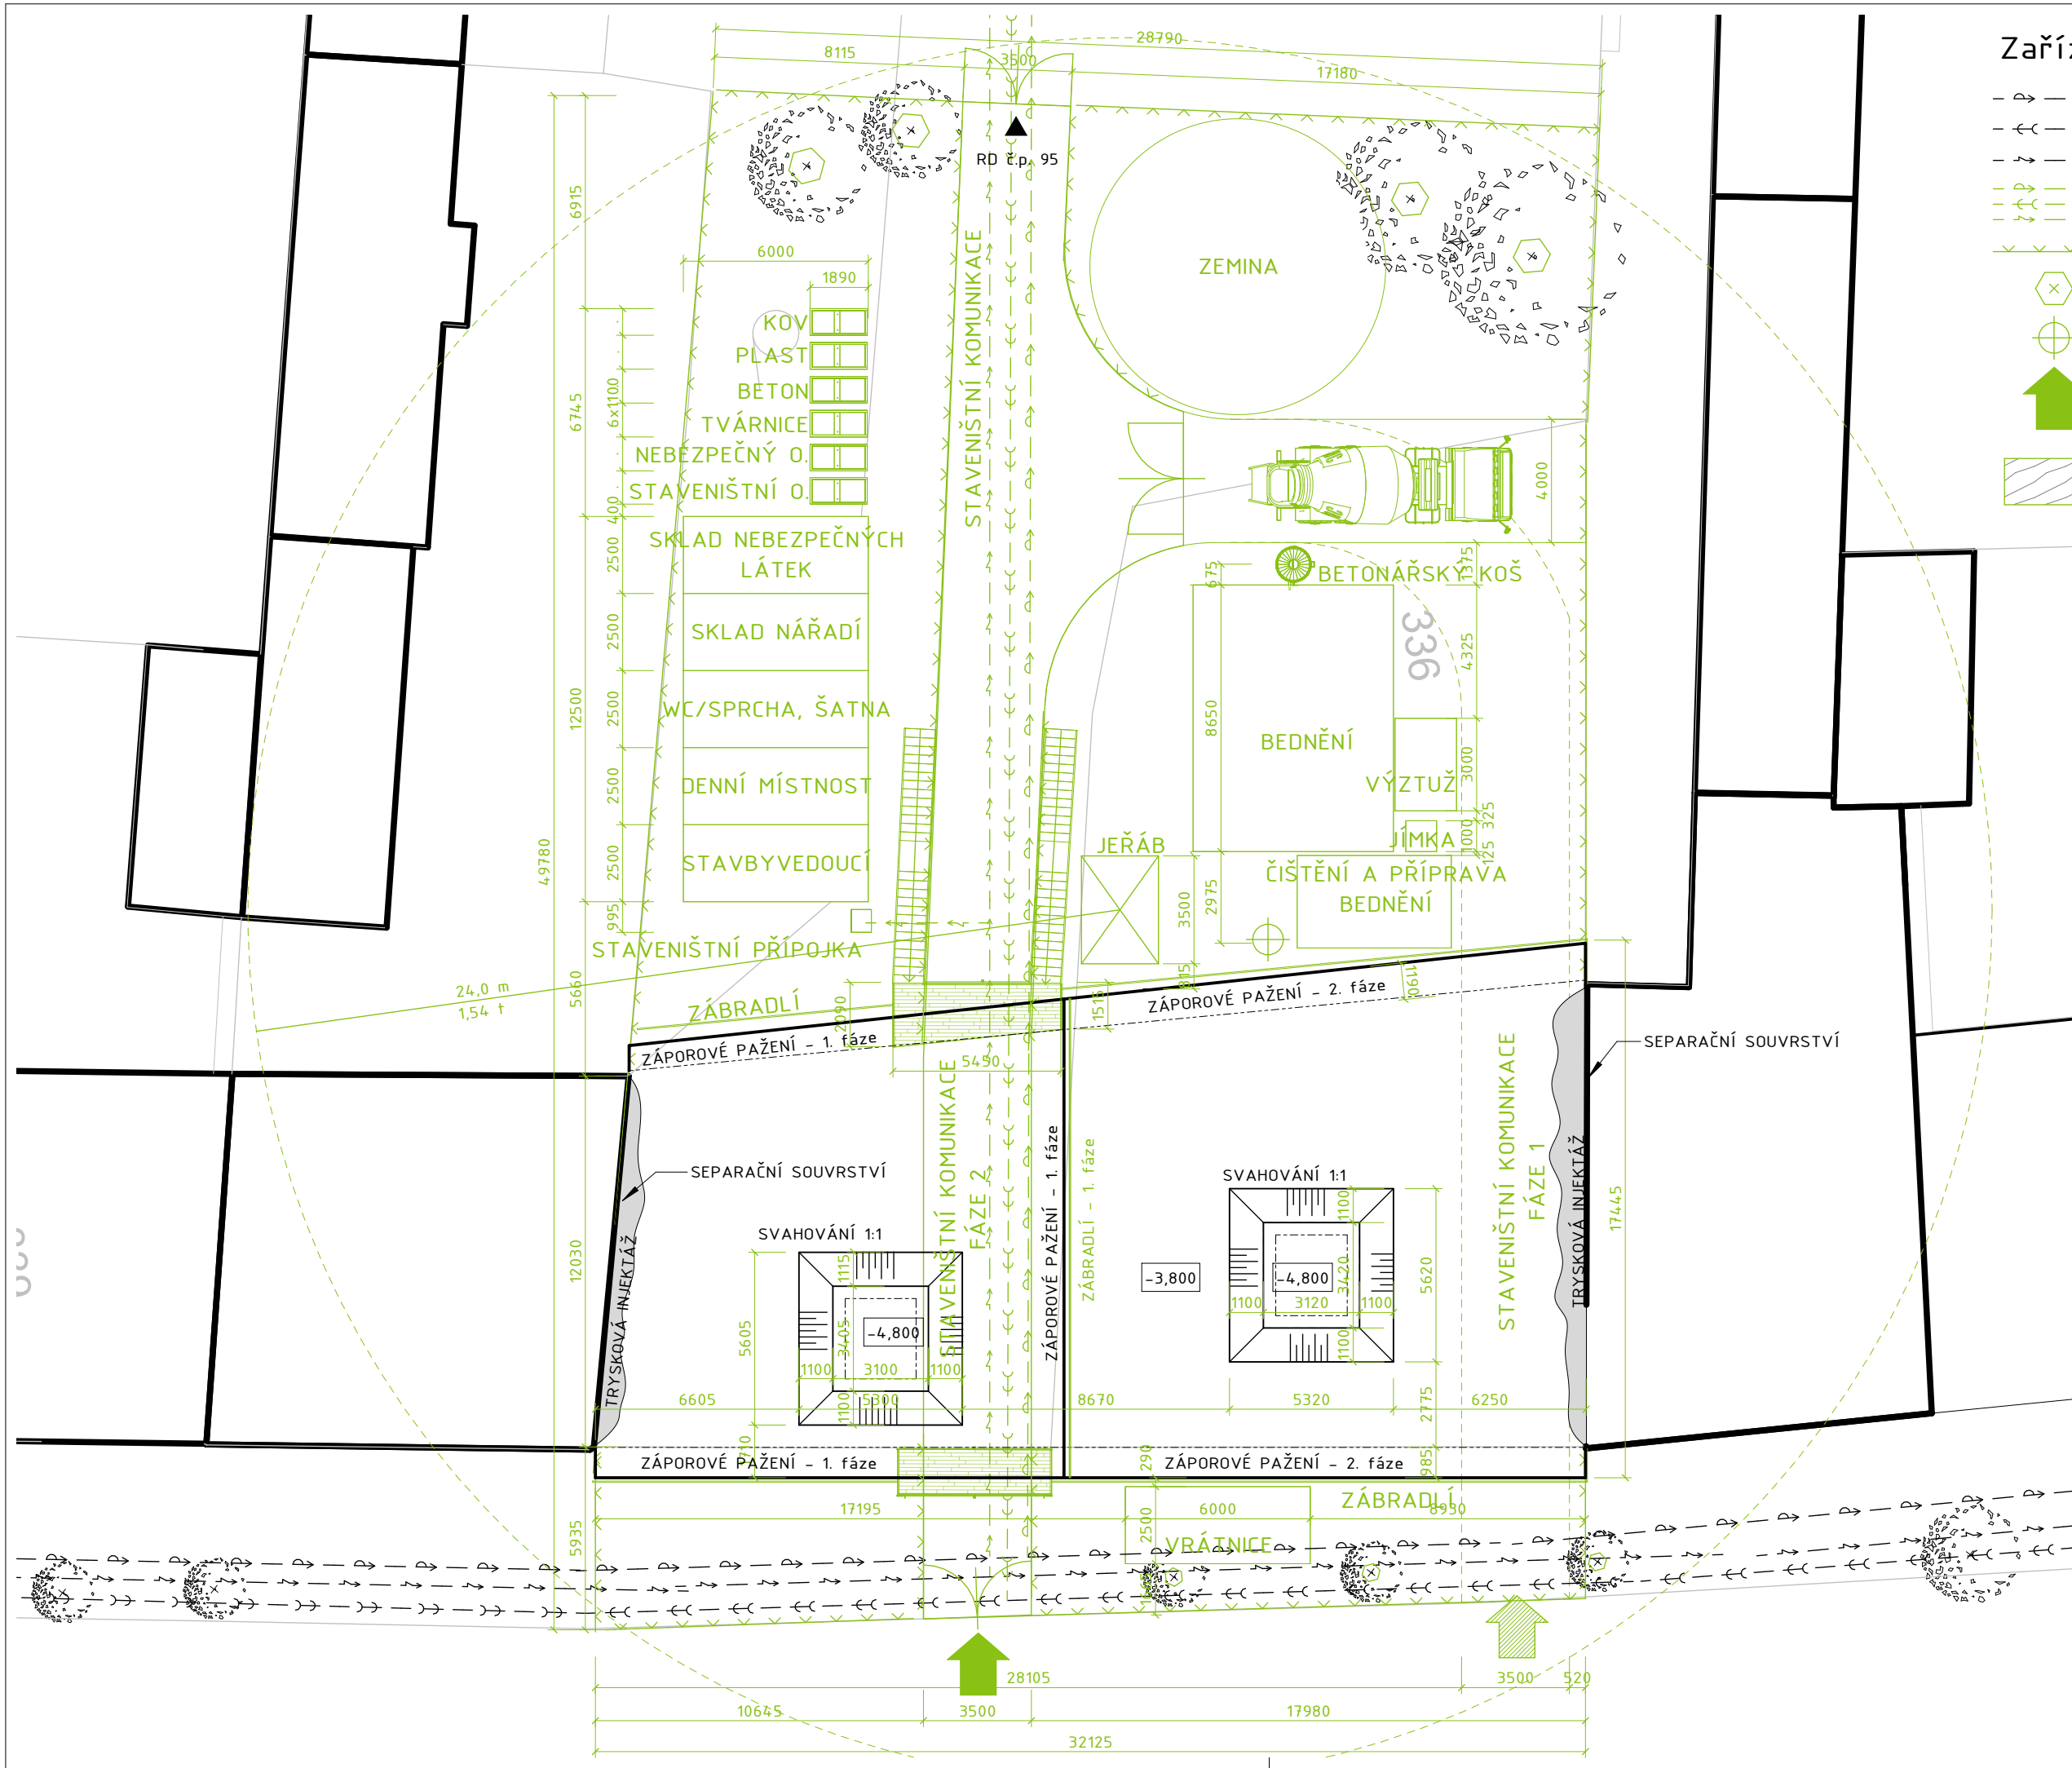 28790
8115
3500
17180
Zaří
RD č.p. 95
6915
6000
1890
ZEMINA
STAVENIŠTNÍ KOMUNIKACE
KOV
PLAST
BETON
TVÁRNICE
NEBEZPEČNÝ O.
STAVENIŠTNÍ O.
6745
6x1100
400
4000
SKLAD NEBEZPEČNÝCH
LÁTEK
2500
SKLAD NÁŘADÍ
2500
WC/SPRCHA, ŠATNA
2500
DENNÍ MÍSTNOST
2500
STAVBYVEDOUCÍ
2500
12500
49780
995
675
1375
BETONÁŘSKÝ KOŠ
336
4325
8650
BEDNĚNÍ
VÝZTUŽ
3000
325
JÍMKA
1000
125
JEŘÁB
ČIŠTĚNÍ A PŘÍPRAVA
BEDNĚNÍ
3500
2975
815
STAVENIŠTNÍ PŘÍPOJKA
24,0 m
1,54 t
5660
ZÁBRADLÍ
2090
1515
1190
ZÁPOROVÉ PAŽENÍ - 2. fáze
ZÁPOROVÉ PAŽENÍ - 1. fáze
5450
SEPARAČNÍ SOUVRSTVÍ
STAVENIŠTNÍ KOMUNIKACE
FÁZE 2
ZÁPOROVÉ PAŽENÍ - 1. fáze
ZÁBRADLÍ - 1. fáze
STAVENIŠTNÍ KOMUNIKACE
FÁZE 1
TRYSKOVÁ INJEKTÁŽ
17445
SEPARAČNÍ SOUVRSTVÍ
SVAHOVÁNÍ 1:1
SVAHOVÁNÍ 1:1
12030
TRYSKOVÁ INJEKTÁŽ
1115
5605
3405
-4,800
1100
3100
1100
1100
-3,800
1100
-4,800
3420
5620
1100
3120
1100
1100
6605
5300
8670
5320
6250
2775
1710
985
290
ZÁPOROVÉ PAŽENÍ - 1. fáze
ZÁPOROVÉ PAŽENÍ - 2. fáze
ZÁBRADLÍ
17195
6000
8930
2500
VRÁTNICE
5935
28105
3500
520
10645
3500
17980
32125